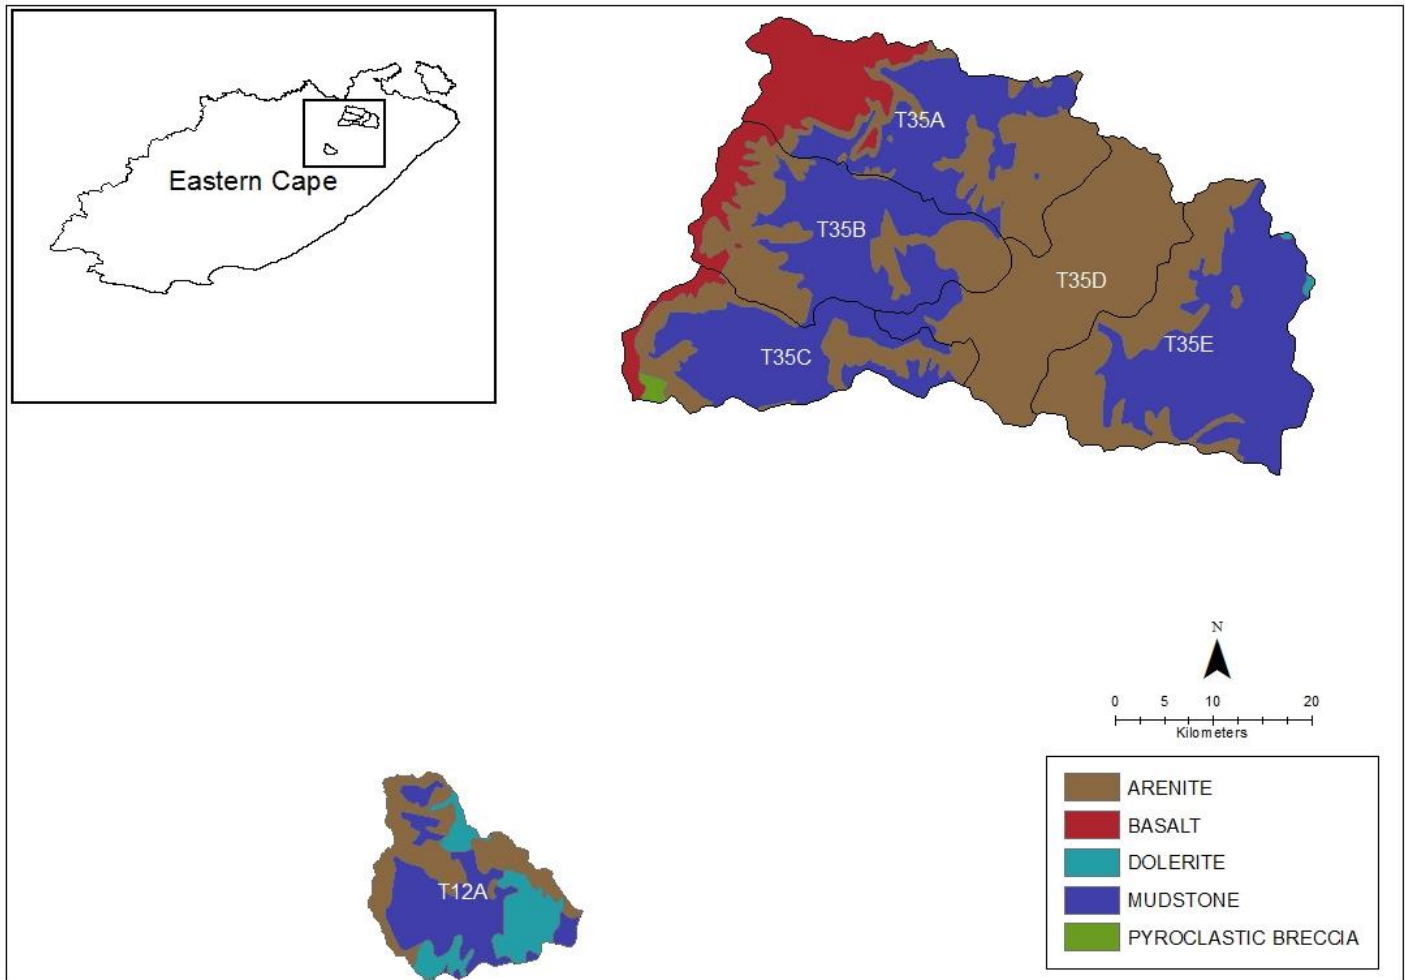 Eastern Cape
T35A
T35B
T35D
T35C
T35E
N
0 5 10 20
Kilometers
ARENITE
BASALT
DOLERITE
MUDSTONE
PYROCLASTIC BRECCIA
T12A